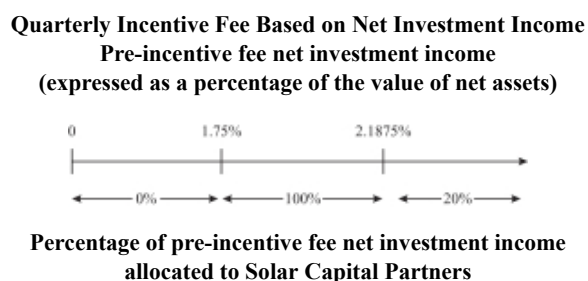 Quarterly Incentive Fee Based on Net Investment Income
Pre-incentive fee net investment income
(expressed as a percentage of the value of net assets)
0 1.75% 2.1875%
0% 100% 20%
Percentage of pre-incentive fee net investment income
allocated to Solar Capital Partners